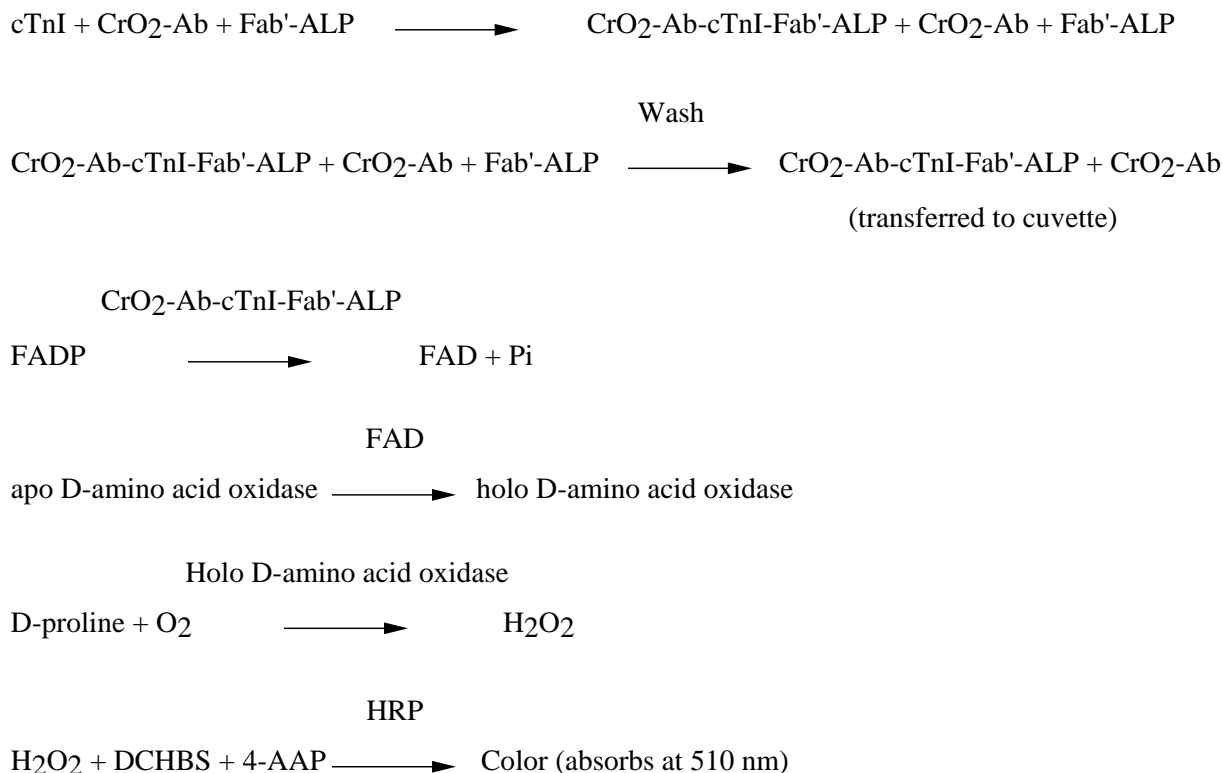 cTnI + CrO2-Ab + Fab'-ALP CrO2-Ab-cTnI-Fab'-ALP + CrO2-Ab + Fab'-ALP
Wash
CrO2-Ab-cTnI-Fab'-ALP + CrO2-Ab + Fab'-ALP CrO2-Ab-cTnI-Fab'-ALP + CrO2-Ab
(transferred to cuvette)
CrO2-Ab-cTnI-Fab'-ALP
FADP FAD + Pi
FAD
apo D-amino acid oxidase holo D-amino acid oxidase
Holo D-amino acid oxidase
D-proline + O2 H2O2
HRP
H2O2 + DCHBS + 4-AAP Color (absorbs at 510 nm)